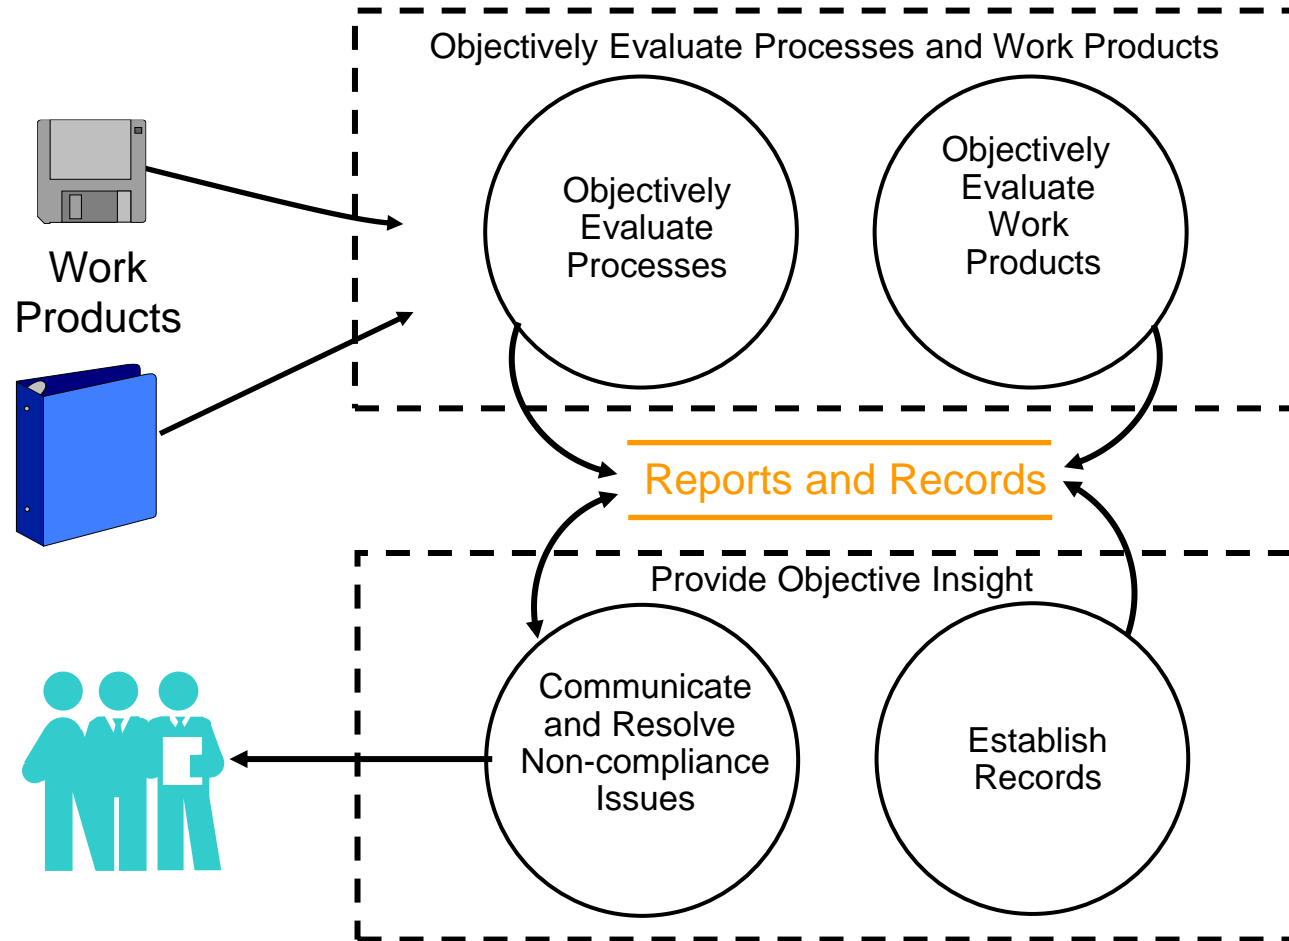 Objectively Evaluate Processes and Work Products
Work
Products
Objectively
Evaluate
Processes
Objectively
Evaluate
Work
Products
Reports and Records
Provide Objective Insight
Communicate
and Resolve
Non-compliance
Issues
Establish
Records